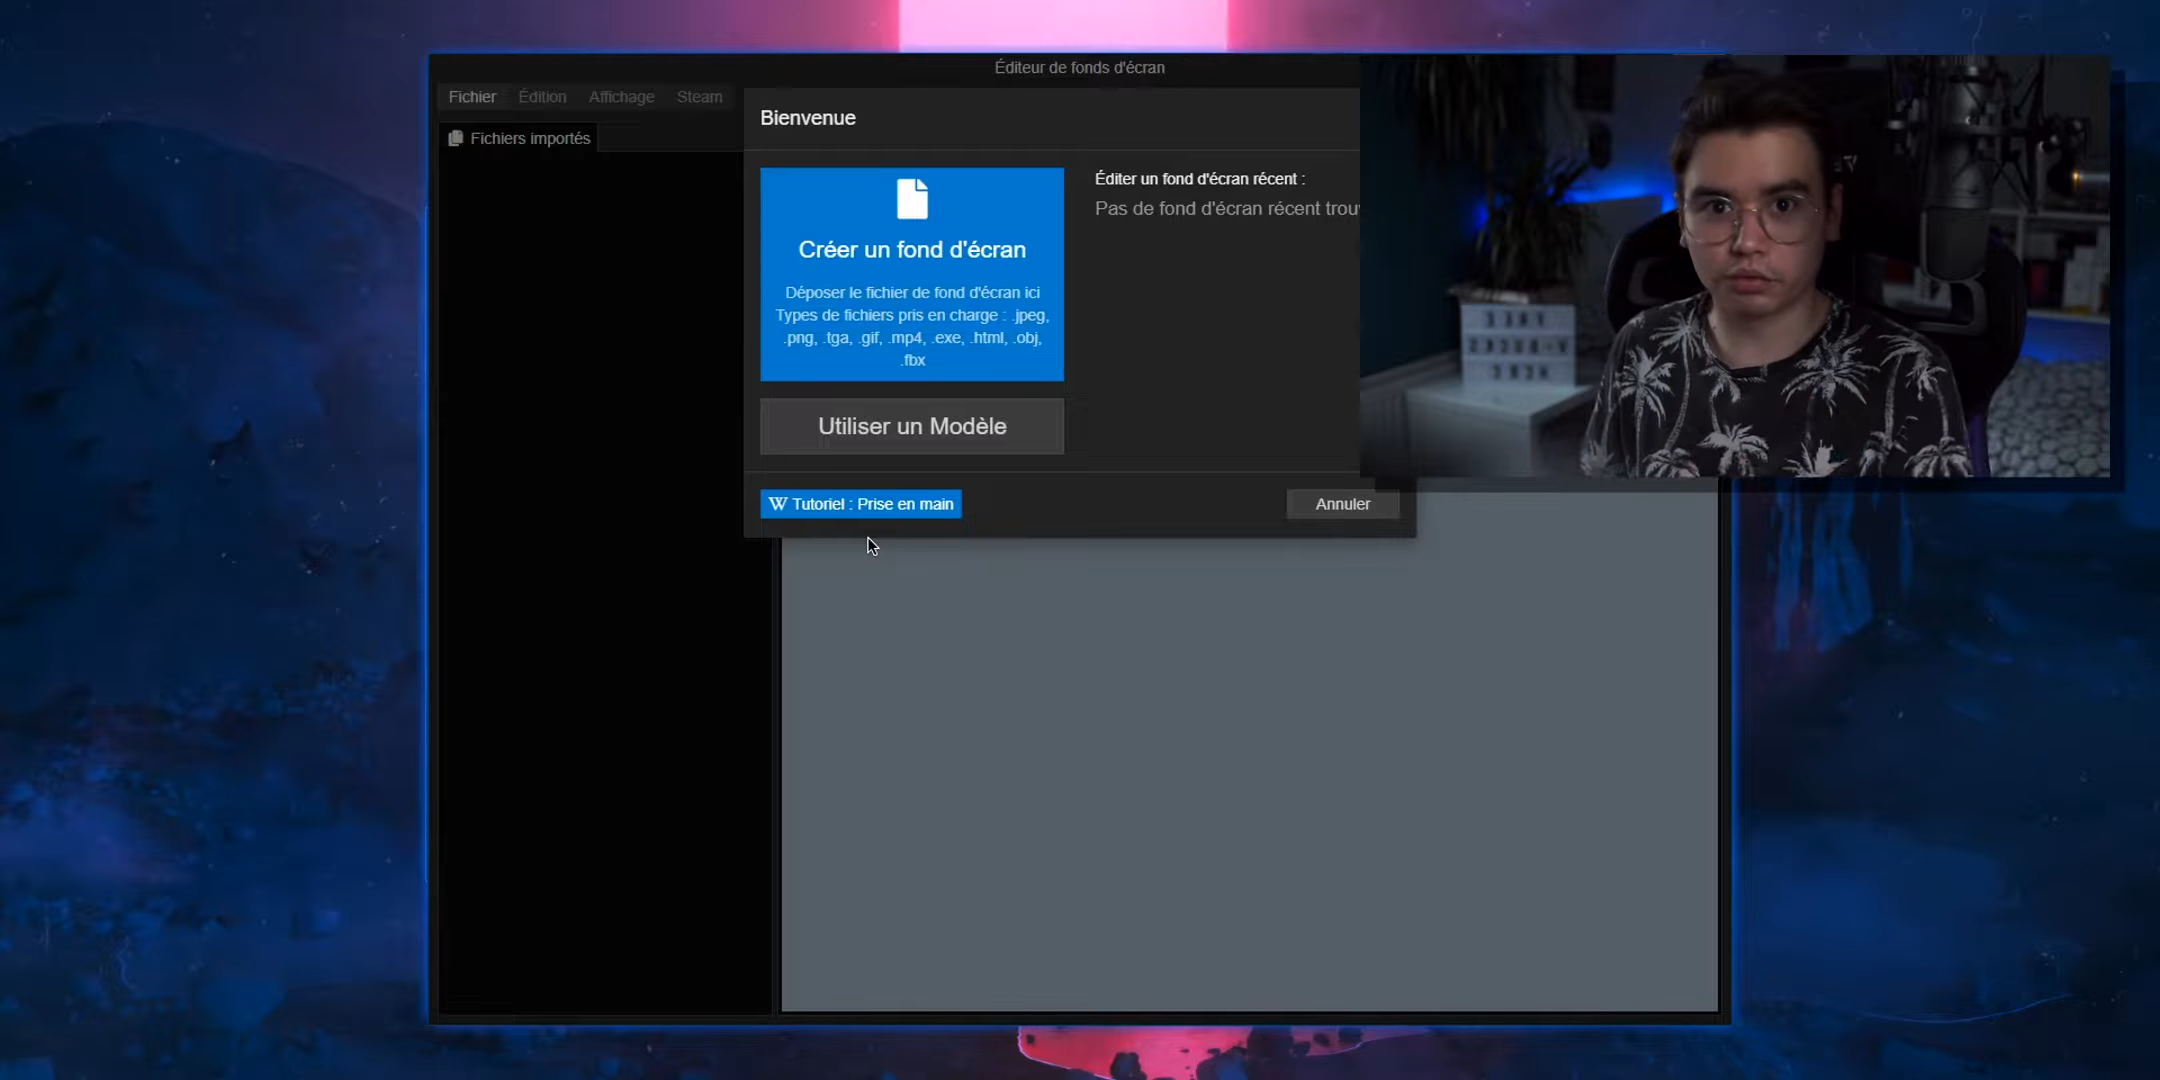 Éditeur de fonds d'écran
Fichier Édition Affichage Steam
Fichiers importés
Bienvenue
Créer un fond d'écran
Déposer le fichier de fond d'écran ici
Types de fichiers pris en charge : .jpeg,
.png, .tga, .gif, .mp4, .exe, .html, .obj,
.fbx
Éditer un fond d'écran récent :
Pas de fond d'écran récent
Utiliser un Modèle
Tutoriel : Prise en main
Annuler